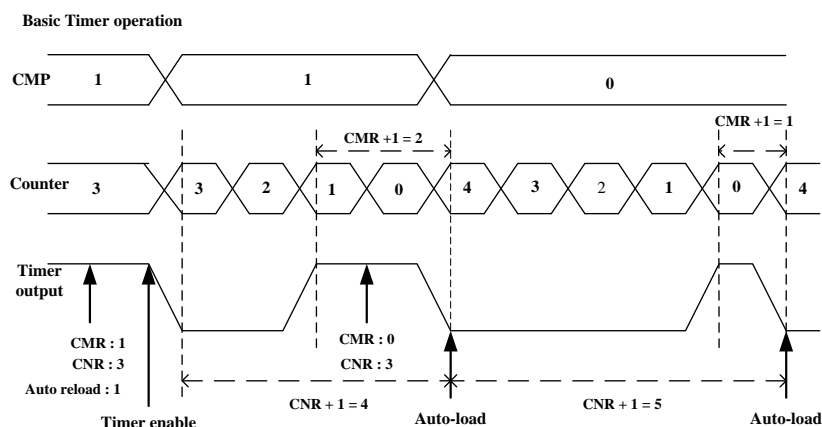 Basic Timer operation
CMP 1 1 0
CMR +1 = 2 CMR +1 = 1
Counter 3 3 2 1 0 4 3 2 1 0 4
Timer output
CMR : 1
CNR : 3
Auto reload : 1
Timer enable
CMR : 0
CNR : 3
CNR + 1 = 4
Auto-load
CNR + 1 = 5
Auto-load